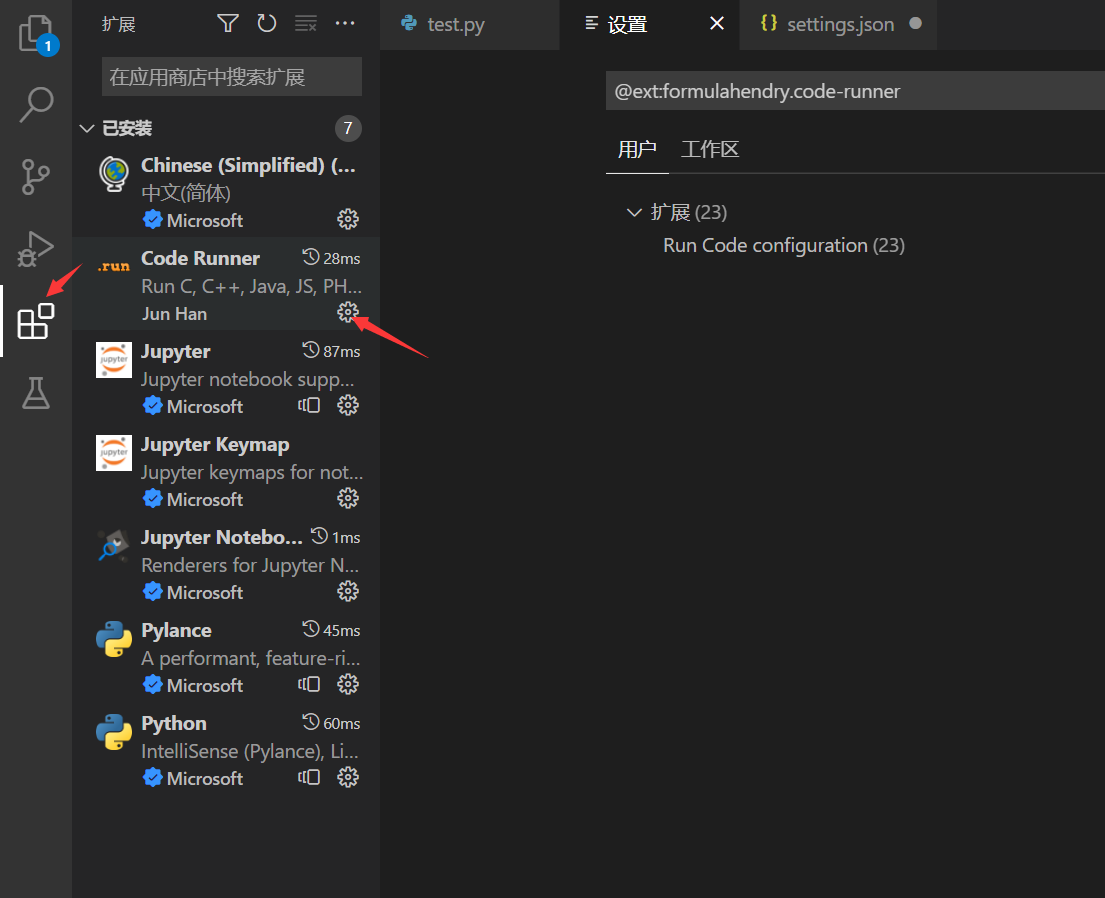 1
扩展
在应用商店中搜索扩展
已安装
7
Chinese (Simplified) (...
中文(简体)
Microsoft
.run
Code Runner 28ms
Run C, C++, Java, JS, PH...
Jun Han
jupyter
Jupyter 87ms
Jupyter notebook supp...
Microsoft
jupyter
Jupyter Keymap
Jupyter keymaps for not...
Microsoft
Jupyter Notebo... 1ms
Renderers for Jupyter N...
Microsoft
Pylance 45ms
A performant, feature-ri...
Microsoft
Python 60ms
IntelliSense (Pylance), Li...
Microsoft
test.py
设置
{} settings.json
@ext:formulahendry.code-runner
用户 工作区
扩展 (23)
Run Code configuration (23)